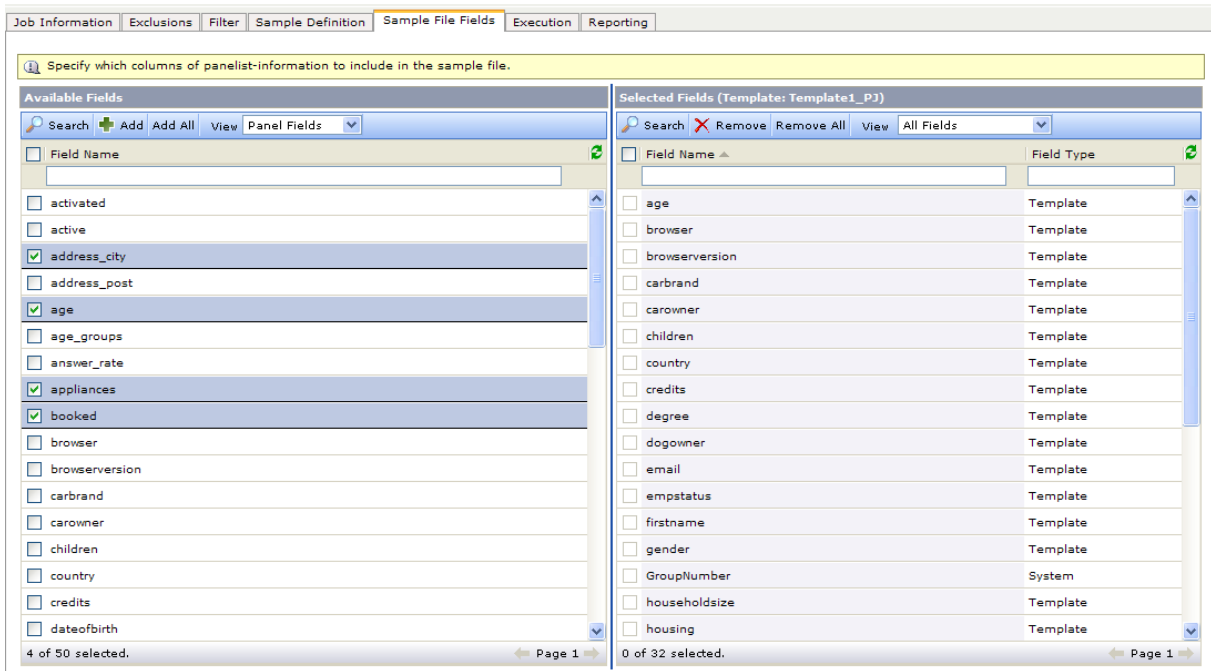 Job Information Exclusions Filter Sample Definition Sample File Fields Execution Reporting
Specify which columns of panelist-information to include in the sample file.
Available Fields
Search Add Add All View Panel Fields
Field Name
activated
active
address_city
address_post
age
age_groups
answer_rate
appliances
booked
browser
browserversion
carbrand
carowner
children
country
credits
dateofbirth
4 of 50 selected. Page 1
Selected Fields (Template: Template1_PJ)
Search Remove Remove All View All Fields
Field Name Field Type
age Template
browser Template
browserversion Template
carbrand Template
carowner Template
children Template
country Template
credits Template
degree Template
dogowner Template
email Template
empstatus Template
firstname Template
gender Template
GroupNumber System
householdsize Template
housing Template
0 of 32 selected. Page 1